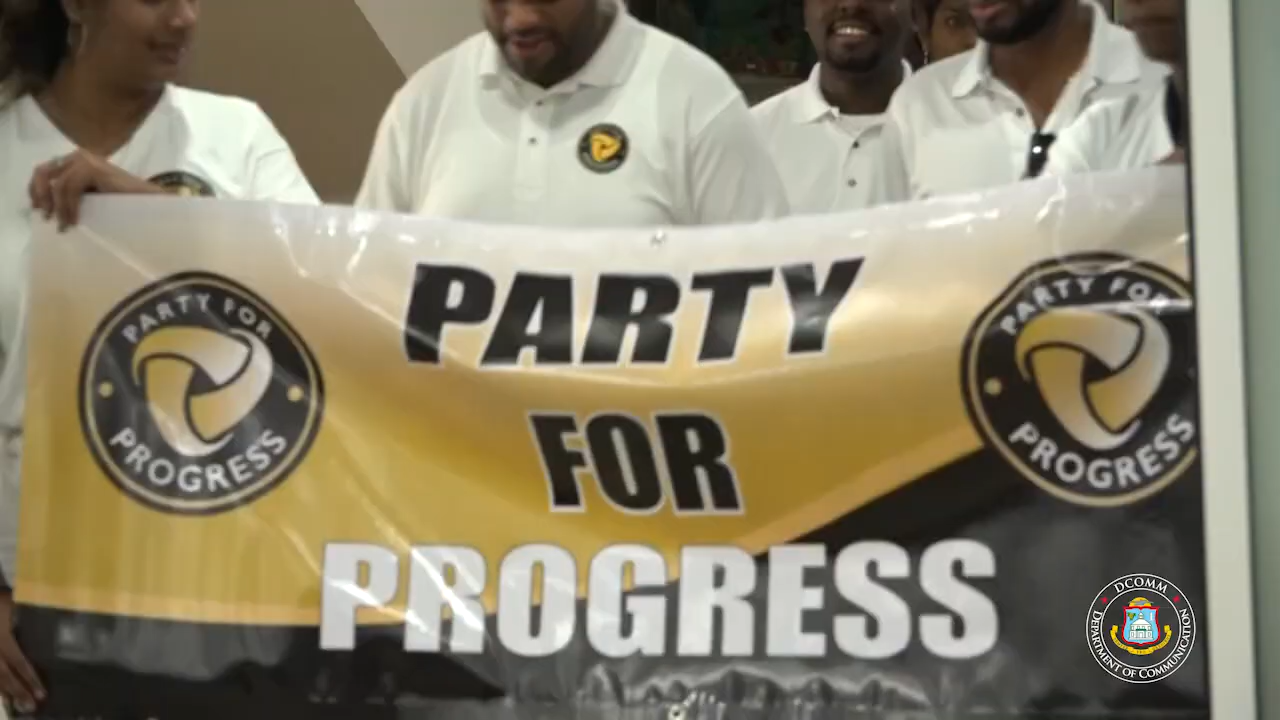 PARTY
FOR
PROGRESS
PARTY FOR
PROGRESS
PARTY FOR
PROGRESS
DCOMM
DEPARTMENT OF COMMUNICATION